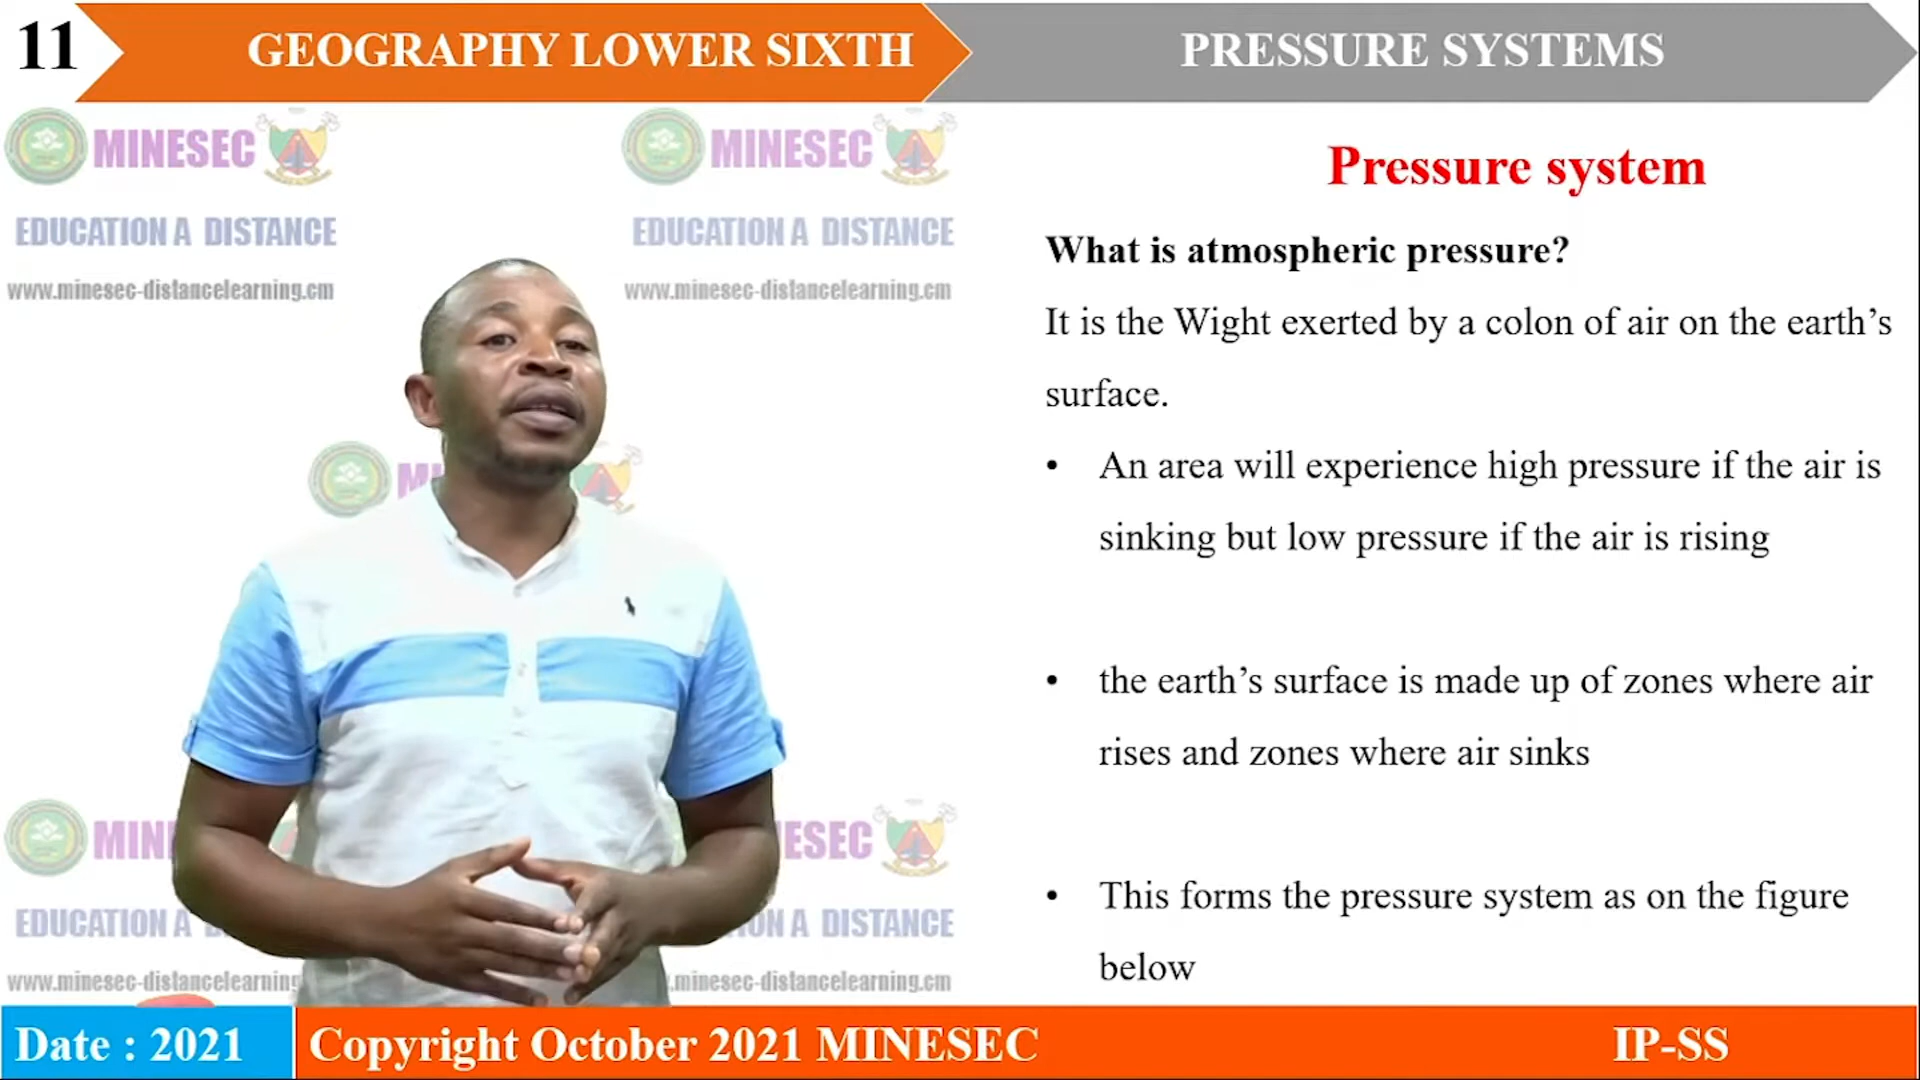 11
GEOGRAPHY LOWER SIXTH
PRESSURE SYSTEMS
MINESEC
MINESEC
EDUCATION A DISTANCE
EDUCATION A DISTANCE
www.minesec-distancelearning.cm
www.minesec-distancelearning.cm
M
MIN
ESEC
EDUCATION A D
ION A DISTANCE
www.minesec-distancelearning
.minesec-distancelearning.cm
Pressure system
What is atmospheric pressure?
It is the Wight exerted by a colon of air on the earth’s
surface.
• An area will experience high pressure if the air is
sinking but low pressure if the air is rising
• the earth’s surface is made up of zones where air
rises and zones where air sinks
• This forms the pressure system as on the figure
below
Date : 2021
Copyright October 2021 MINESEC
IP-SS